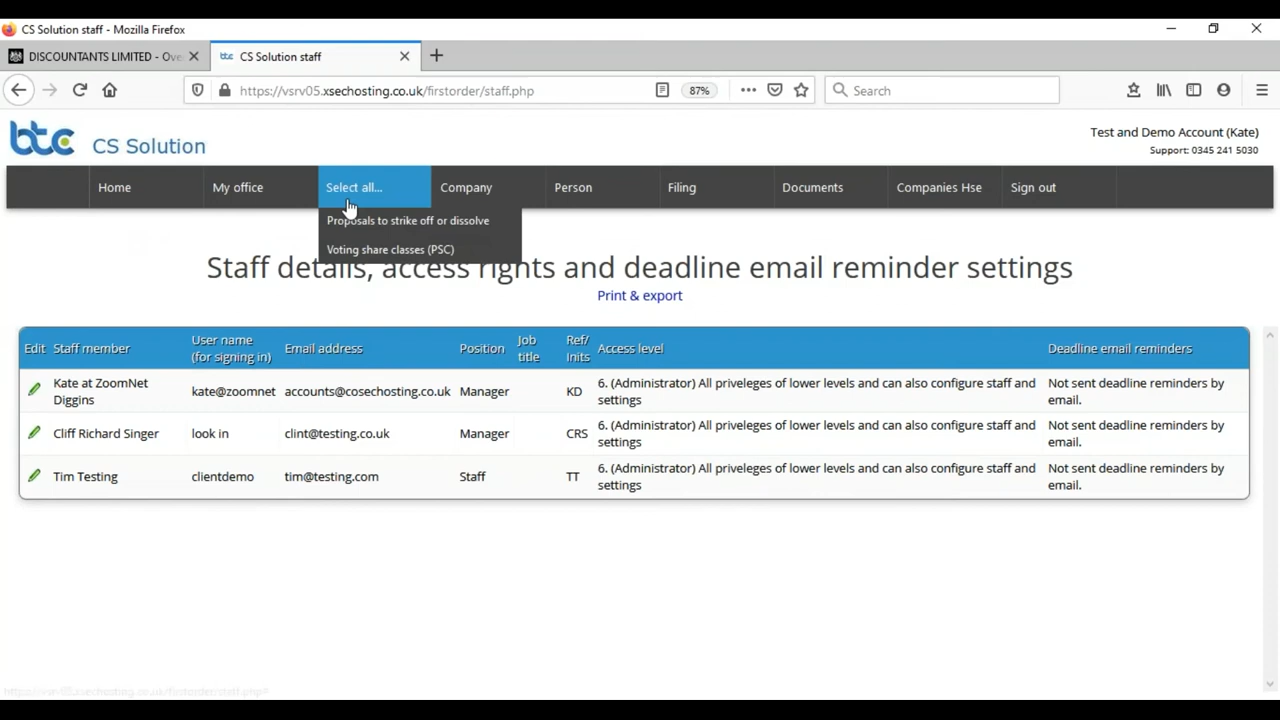 CS Solution staff - Mozilla Firefox
DISCOUNTANTS LIMITED - Ove
CS Solution staff
https://vsrv05.xsechosting.co.uk/firstorder/staff.php
87%
Search
btc CS Solution
Test and Demo Account (Kate)
Support: 0345 241 5030
Home My office Select all... Company Person Filing Documents Companies Hse Sign out
Proposals to strike off or dissolve
Voting share classes (PSC)
Staff details, access rights and deadline email reminder settings
Print & export
Edit Staff member User name (for signing in) Email address Position Job title Ref/ Inits Access level Deadline email reminders
Kate at ZoomNet Diggins kate@zoomnet accounts@cosechosting.co.uk Manager KD 6. (Administrator) All priveleges of lower levels and can also configure staff and settings Not sent deadline reminders by email.
Cliff Richard Singer look in clint@testing.co.uk Manager CRS 6. (Administrator) All priveleges of lower levels and can also configure staff and settings Not sent deadline reminders by email.
Tim Testing clientdemo tim@testing.com Staff TT 6. (Administrator) All priveleges of lower levels and can also configure staff and settings Not sent deadline reminders by email.